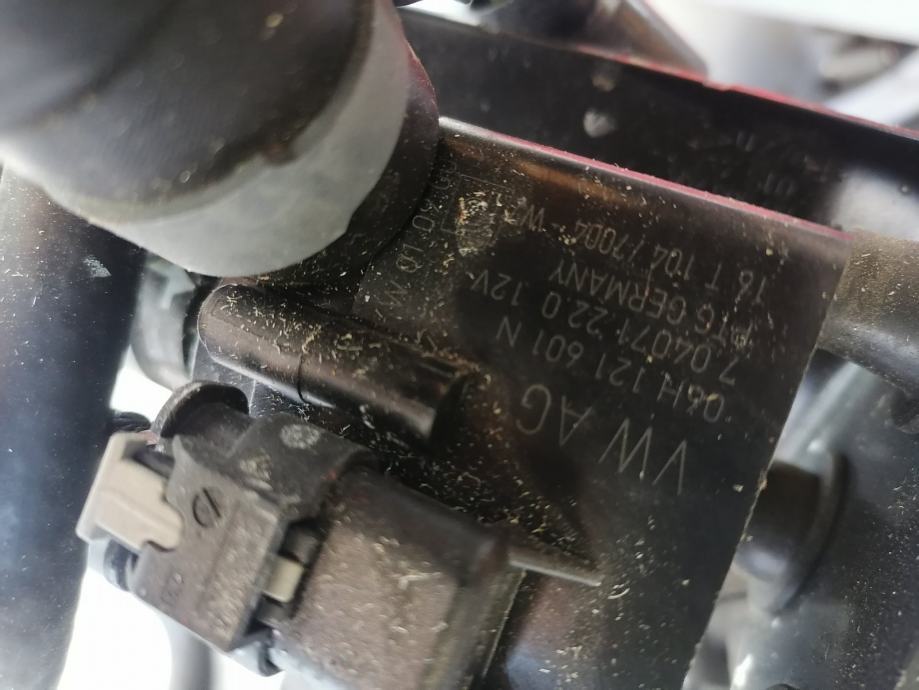 VW AG
06H 121 601 N
7.04071.22.0 12V-
PTG GERMANY
16 T 104 / 7004 - W